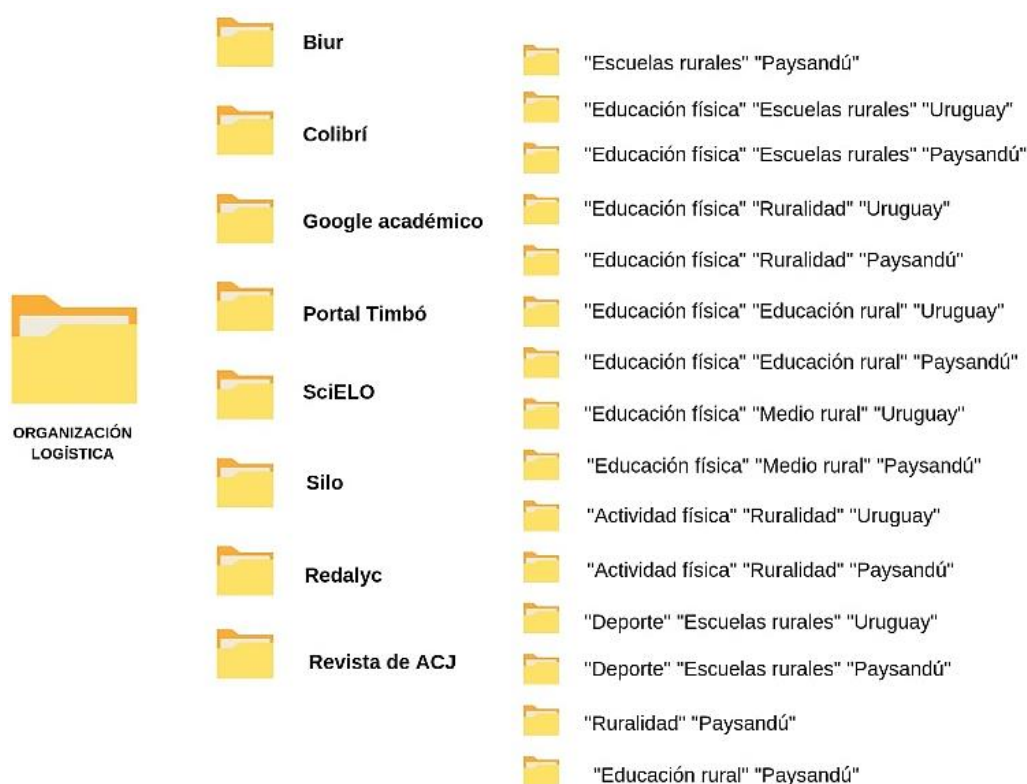 ORGANIZACIÓN
LOGÍSTICA
Biur
Colibrí
Google académico
Portal Timbó
SciELO
Silo
Redalyc
Revista de ACJ
"Escuelas rurales" "Paysandú"
"Educación física" "Escuelas rurales" "Uruguay"
"Educación física" "Escuelas rurales" "Paysandú"
"Educación física" "Ruralidad" "Uruguay"
"Educación física" "Ruralidad" "Paysandú"
"Educación física" "Educación rural" "Uruguay"
"Educación física" "Educación rural" "Paysandú"
"Educación física" "Medio rural" "Uruguay"
"Educación física" "Medio rural" "Paysandú"
"Actividad física" "Ruralidad" "Uruguay"
"Actividad física" "Ruralidad" "Paysandú"
"Deporte" "Escuelas rurales" "Uruguay"
"Deporte" "Escuelas rurales" "Paysandú"
"Ruralidad" "Paysandú"
"Educación rural" "Paysandú"